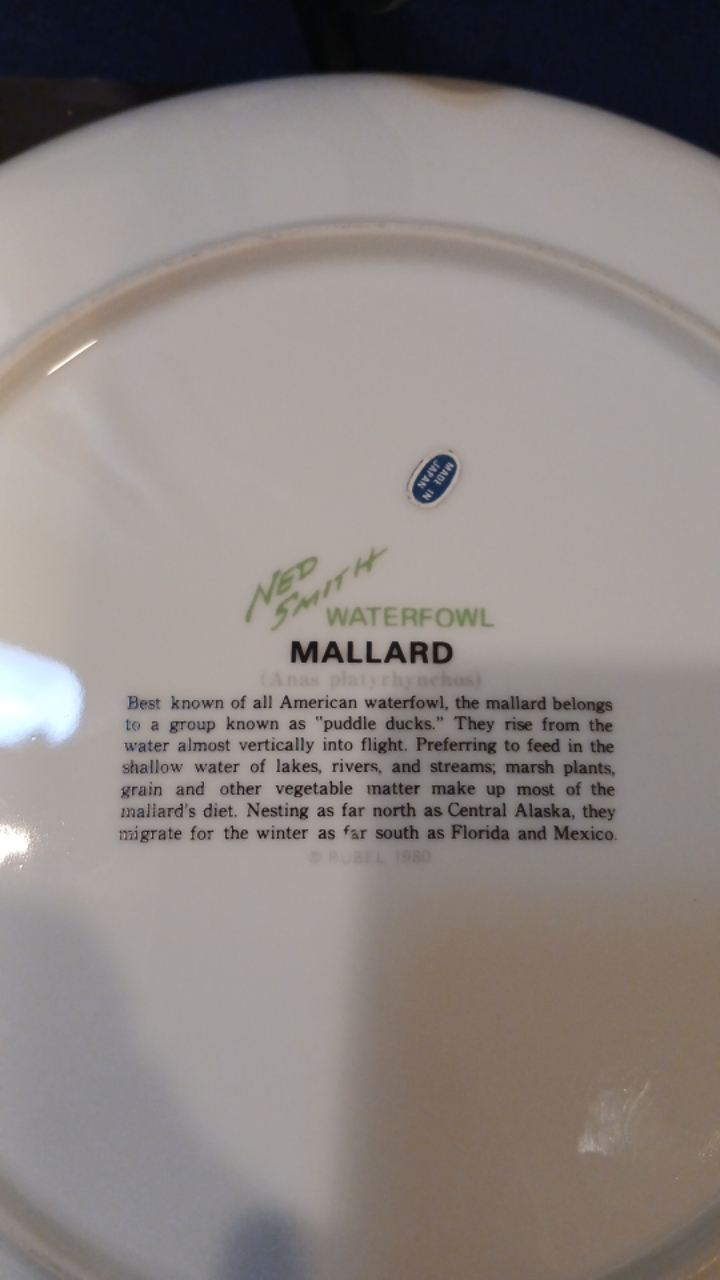 MADE IN
JAPAN
NED
SMITH
WATERFOWL
MALLARD
(Anas platyrhynchos)
Best known of all American waterfowl, the mallard belongs
to a group known as "puddle ducks." They rise from the
water almost vertically into flight. Preferring to feed in the
shallow water of lakes, rivers, and streams; marsh plants,
grain and other vegetable matter make up most of the
mallard's diet. Nesting as far north as Central Alaska, they
migrate for the winter as far south as Florida and Mexico.
© RUBEL 1980